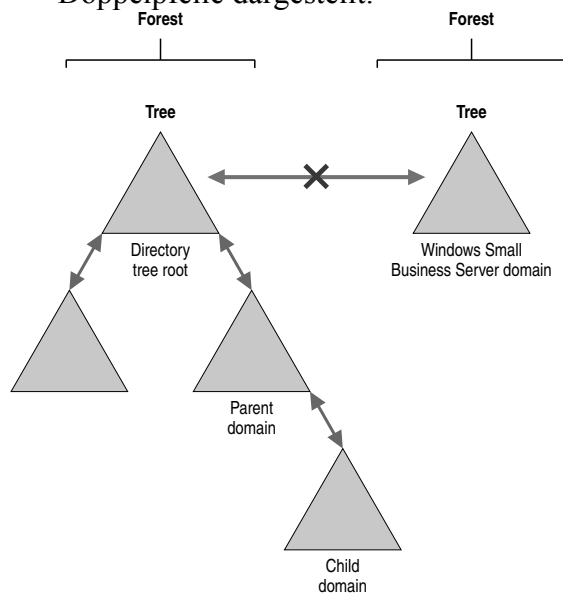 Doppelpfeile dargestellt.
Forest
Forest
Tree
Tree
Directory
tree root
Windows Small
Business Server domain
Parent
domain
Child
domain